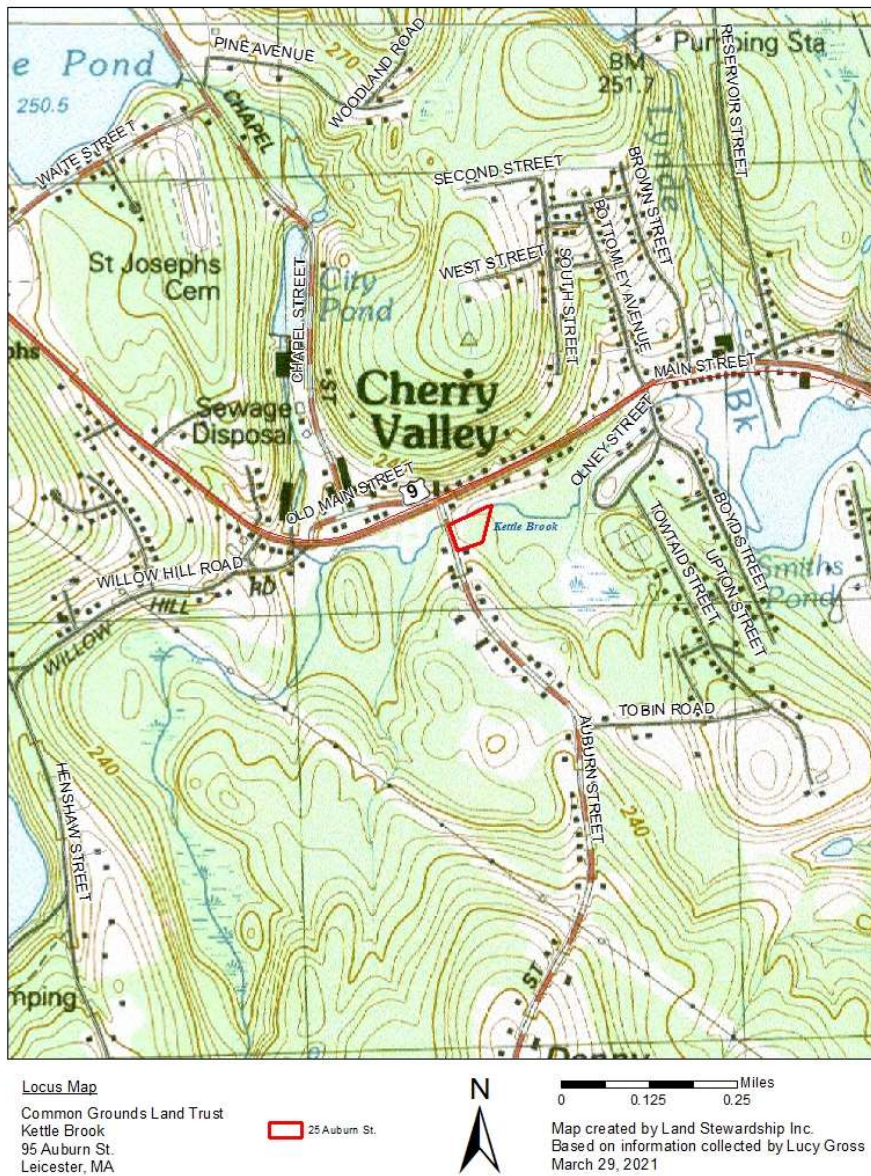 PINE AVENUE
WOODLAND ROAD
270
Pumping Sta
BM
251.7
RESERVOIR STREET
e Pond
250.5
WAITE STREET
CHAPEL
Lynde
SECOND STREET
BROWN STREET
BOTTOMLEY AVENUE
WEST STREET
SOUTH STREET
St Josephs
Cem
City
Pond
CHAPEL STREET
ST
phs
MAIN STREET
Bk
Cherry
Valley
Sewage
Disposal
OLNEY STREET
OLD MAIN STREET
9
Kettle Brook
BOYD STREET
TOWTAID STREET
UPTON STREET
Smiths
Pond
WILLOW HILL ROAD
WILLOW
HILL
RD
TOBIN ROAD
AUBURN STREET
240
240
HENSHAW STREET
ST
mping
Locus Map
Common Grounds Land Trust
Kettle Brook
95 Auburn St.
Leicester, MA
25 Auburn St.
N
Miles
0 0.125 0.25
Map created by Land Stewardship Inc.
Based on information collected by Lucy Gross
March 29, 2021